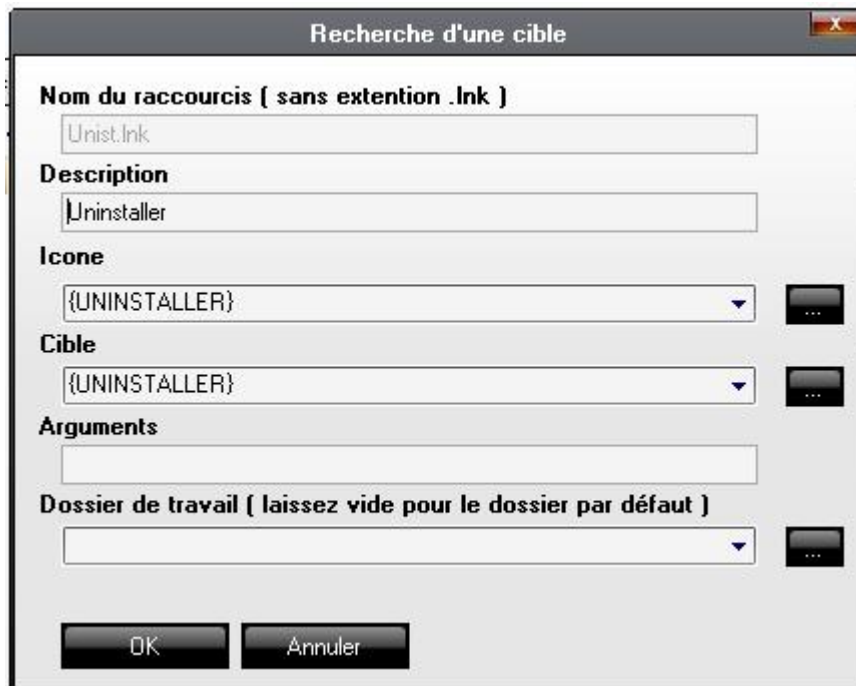 Recherche d'une cible
x
Nom du raccourcis ( sans extention .lnk )
Unist.lnk
Description
Uninstaller
Icone
{UNINSTALLER}
...
Cible
{UNINSTALLER}
...
Arguments
Dossier de travail ( laissez vide pour le dossier par défaut )
...
OK Annuler